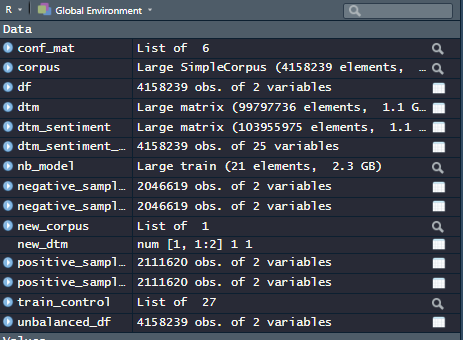 R Global Environment
Data
conf_mat List of 6
corpus Large SimpleCorpus (4158239 elements, …
df 4158239 obs. of 2 variables
dtm Large matrix (99797736 elements, 1.1 G…
dtm_sentiment Large matrix (103955975 elements, 1.1 …
dtm_sentiment_… 4158239 obs. of 25 variables
nb_model Large train (21 elements, 2.3 GB)
negative_sampl… 2046619 obs. of 2 variables
negative_sampl… 2046619 obs. of 2 variables
new_corpus List of 1
new_dtm num [1, 1:2] 1 1
positive_sampl… 2111620 obs. of 2 variables
positive_sampl… 2111620 obs. of 2 variables
train_control List of 27
unbalanced_df 4158239 obs. of 2 variables